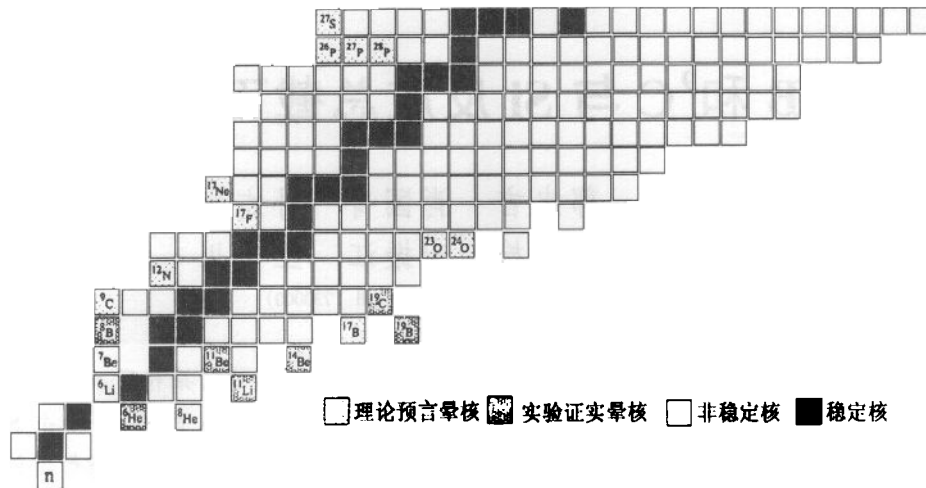 27S
26P 27P 28P
17Ne
17F
23O 24O
12N
9C 19C
8B 17B 19B
7Be 11Be 14Be
6Li 11Li
6He 8He
理论预言晕核 实验证实晕核 非稳定核 稳定核
n